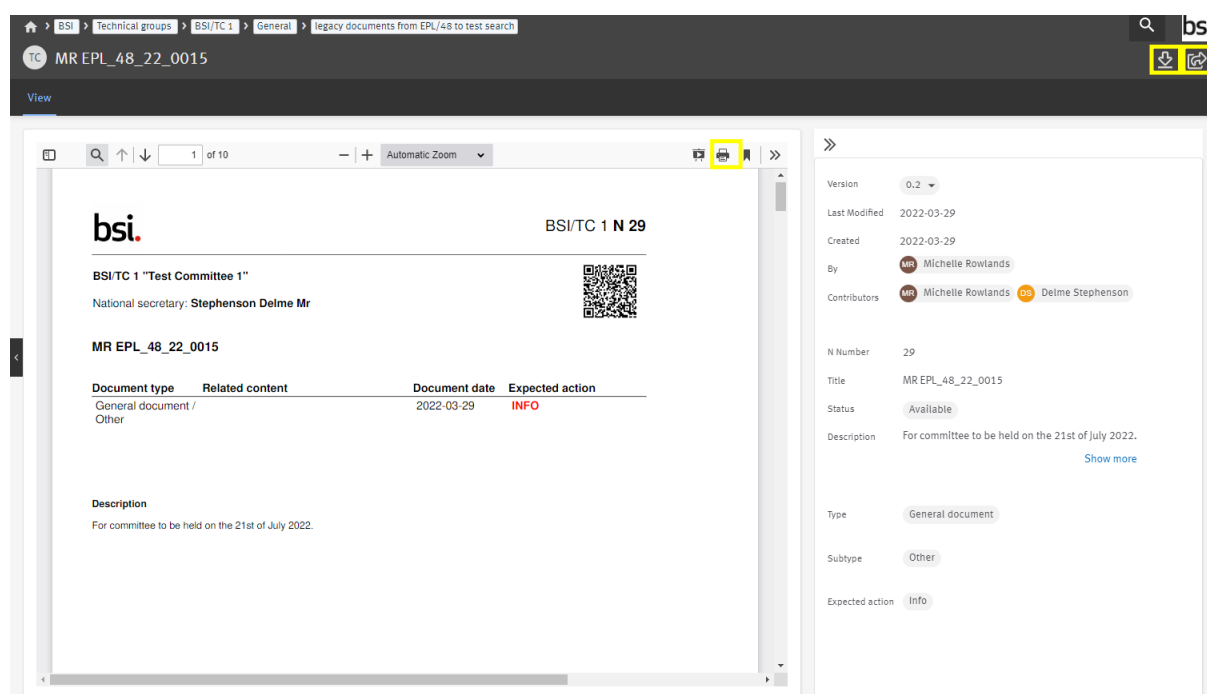 BSI Technical groups BSI/TC 1 General legacy documents from EPL/48 to test search
bs
TC MR EPL_48_22_0015
View
1 of 10 Automatic Zoom
bsi. BSI/TC 1 N 29
BSI/TC 1 "Test Committee 1"
National secretary: Stephenson Delme Mr
MR EPL_48_22_0015
Document type Related content Document date Expected action
General document / 2022-03-29 INFO
Other
Description
For committee to be held on the 21st of July 2022.
Version 0.2
Last Modified 2022-03-29
Created 2022-03-29
By MR Michelle Rowlands
Contributors MR Michelle Rowlands DS Delme Stephenson
N Number 29
Title MR EPL_48_22_0015
Status Available
Description For committee to be held on the 21st of July 2022.
Show more
Type General document
Subtype Other
Expected action Info